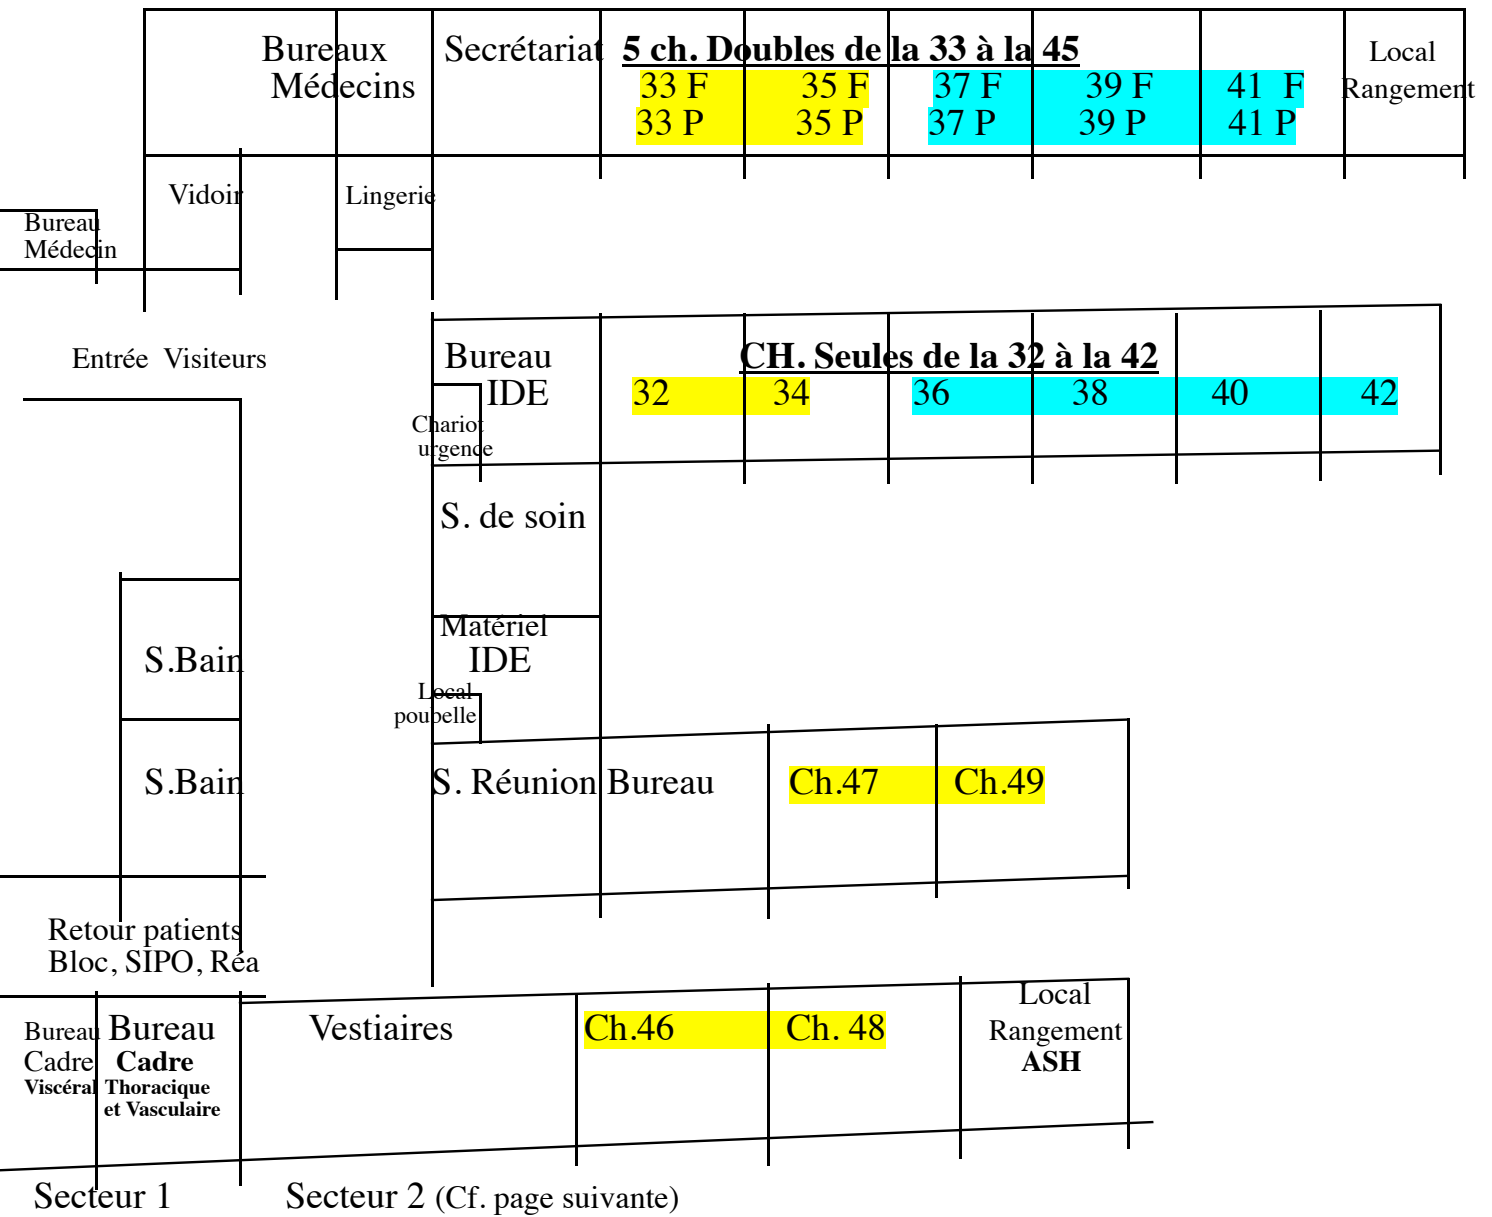 Bureaux Secrétariat 5 ch. Doubles de la 33 à la 45 Local
Médecins 33 F 35 F 37 F 39 F 41 F Rangement
33 P 35 P 37 P 39 P 41 P
Vidoir Lingerie
Bureau
Médecin
Entrée Visiteurs Bureau CH. Seules de la 32 à la 42
IDE 32 34 36 38 40 42
Chariot
urgence
S. de soin
Matériel
S.Bain IDE
Local
poubelle
S.Bain S. Réunion Bureau Ch.47 Ch.49
Retour patients
Bloc, SIPO, Réa
Local
Bureau Bureau Vestiaires Ch.46 Ch. 48 Rangement
Cadre Cadre ASH
Viscéral Thoracique
et Vasculaire
Secteur 1 Secteur 2 (Cf. page suivante)